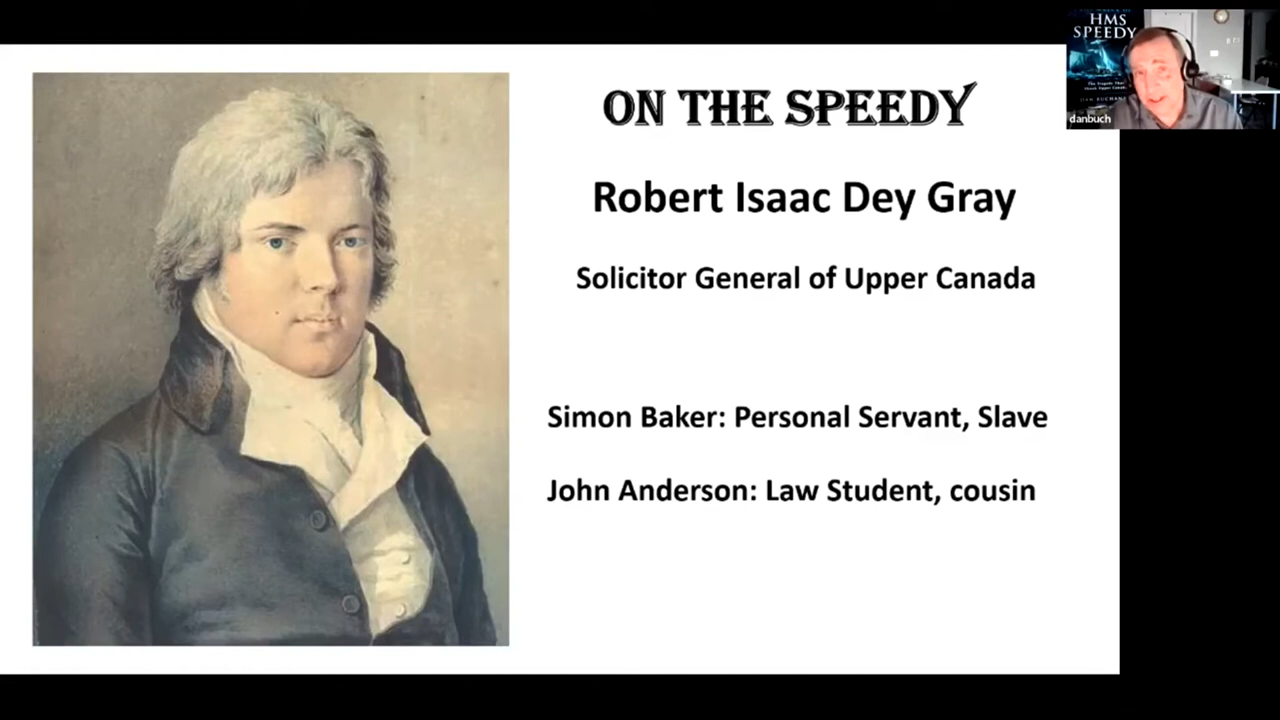 ON THE SPEEDY
Robert Isaac Dey Gray
Solicitor General of Upper Canada
Simon Baker: Personal Servant, Slave
John Anderson: Law Student, cousin
HMS
SPEEDY
danbuch